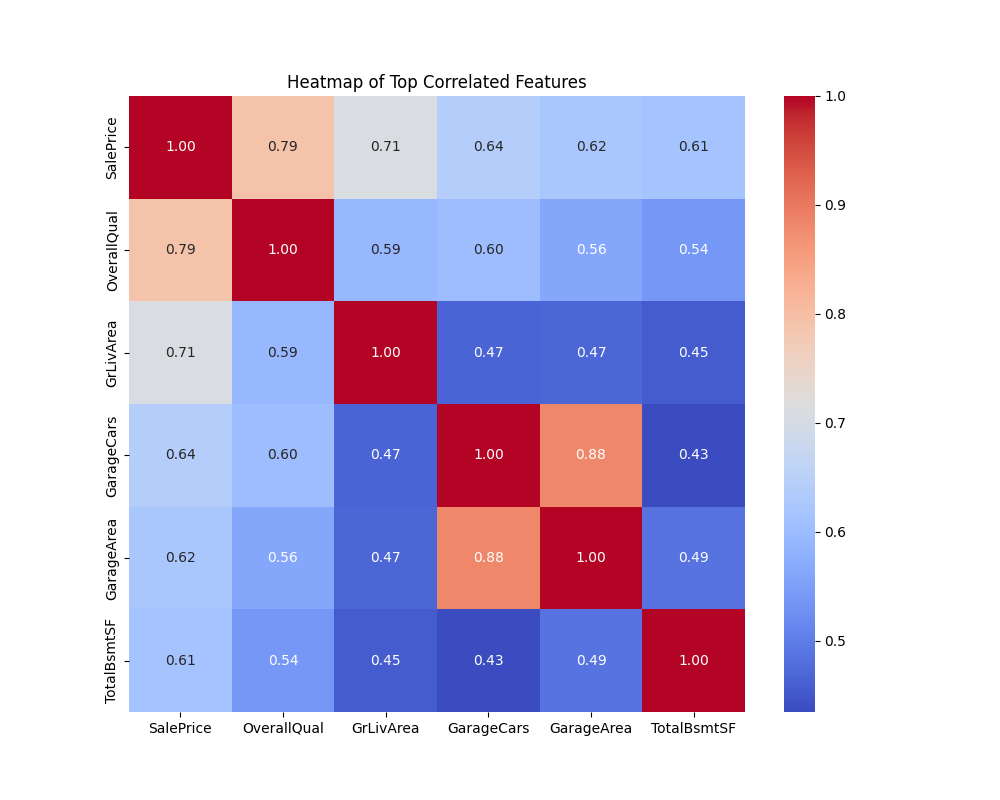 Heatmap of Top Correlated Features
SalePrice 1.00 0.79 0.71 0.64 0.62 0.61
OverallQual 0.79 1.00 0.59 0.60 0.56 0.54
GrLivArea 0.71 0.59 1.00 0.47 0.47 0.45
GarageCars 0.64 0.60 0.47 1.00 0.88 0.43
GarageArea 0.62 0.56 0.47 0.88 1.00 0.49
TotalBsmtSF 0.61 0.54 0.45 0.43 0.49 1.00
SalePrice OverallQual GrLivArea GarageCars GarageArea TotalBsmtSF
1.0
0.9
0.8
0.7
0.6
0.5